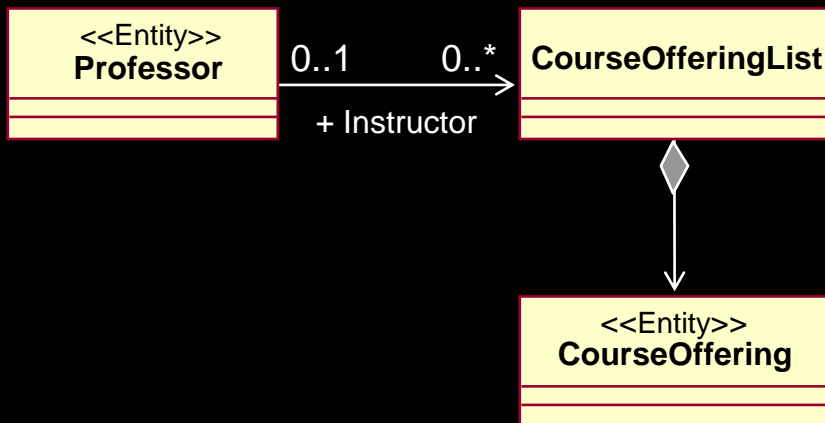 <<Entity>>
Professor
0..1
0..*
+ Instructor
CourseOfferingList
<<Entity>>
CourseOffering